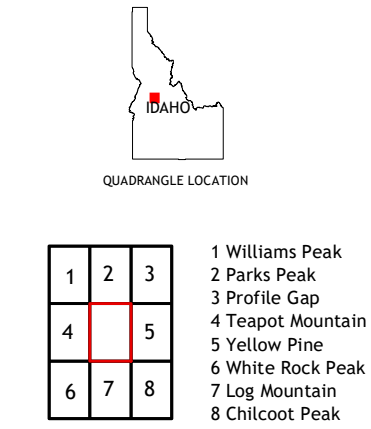 IDAHO
QUADRANGLE LOCATION
1 2 3
4 5
6 7 8
1 Williams Peak
2 Parks Peak
3 Profile Gap
4 Teapot Mountain
5 Yellow Pine
6 White Rock Peak
7 Log Mountain
8 Chilcoot Peak